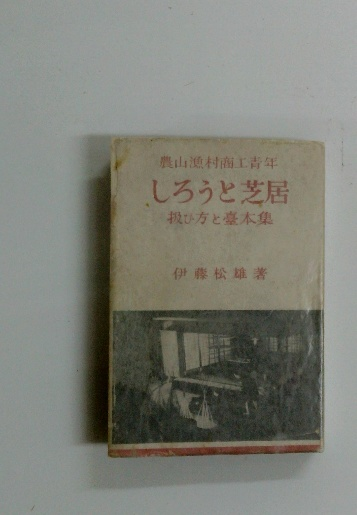 農山漁村商工青年
しろうと芝居
扱ひ方と臺本集
伊藤松雄著